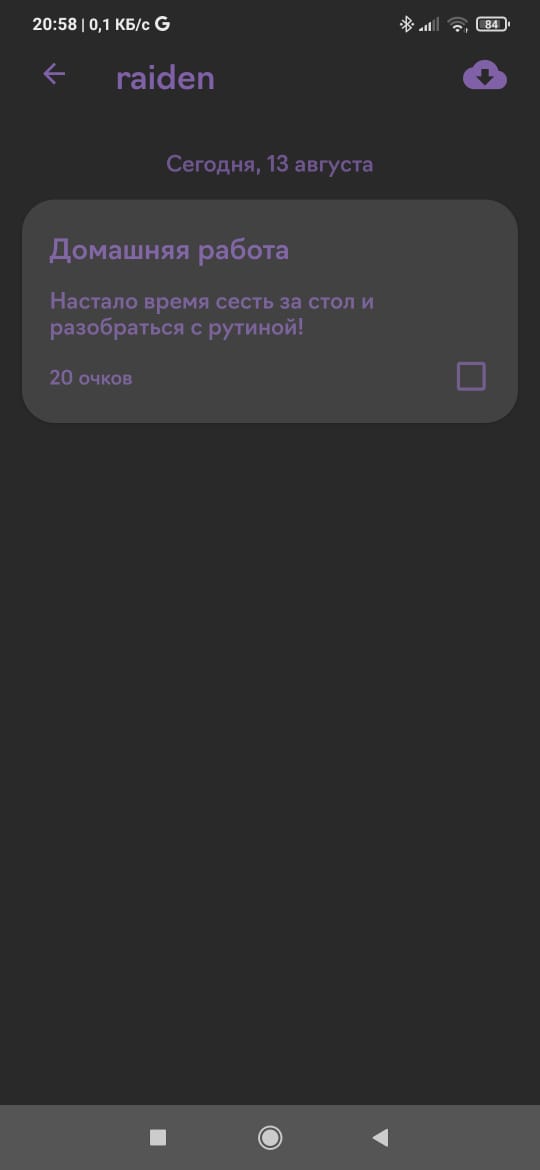 20:58 | 0,1 КБ/с G
84
raiden
Сегодня, 13 августа
Домашняя работа
Настало время сесть за стол и
разобраться с рутиной!
20 очков